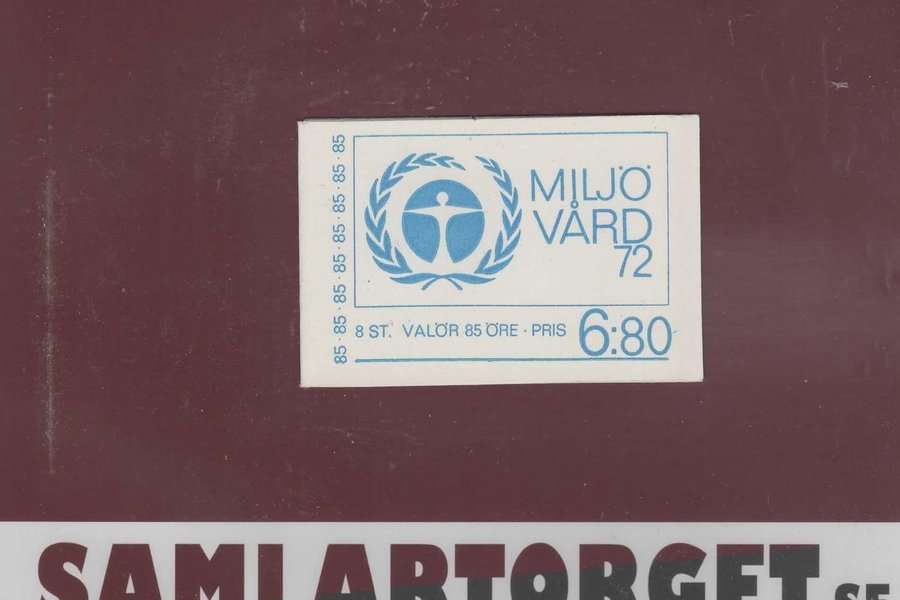 85·85·85·85·85·85·85·85
MILJÖ
VÅRD
72
8 ST. VALÖR 85 ÖRE · PRIS 6:80
SAMLARTORGET.SE